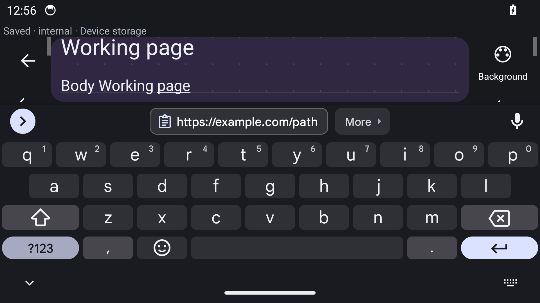 12:56
Saved · internal · Device storage
Working page
Body Working page
Background
https://example.com/path
More
q 1 w 2 e 3 r 4 t 5 y 6 u 7 i 8 o 9 p 0
a s d f g h j k l
z x c v b n m
?123 , .